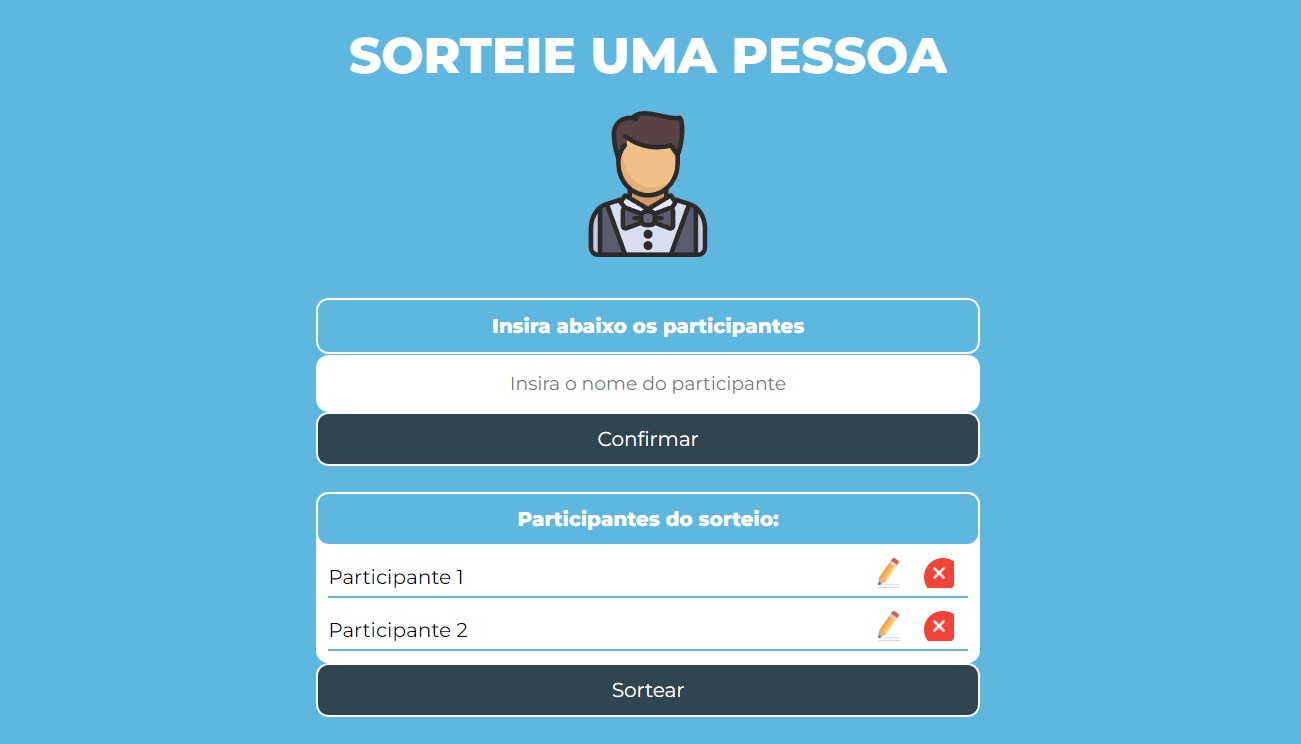 SORTEIE UMA PESSOA
Insira abaixo os participantes
Insira o nome do participante
Confirmar
Participantes do sorteio:
Participante 1
Participante 2
Sortear